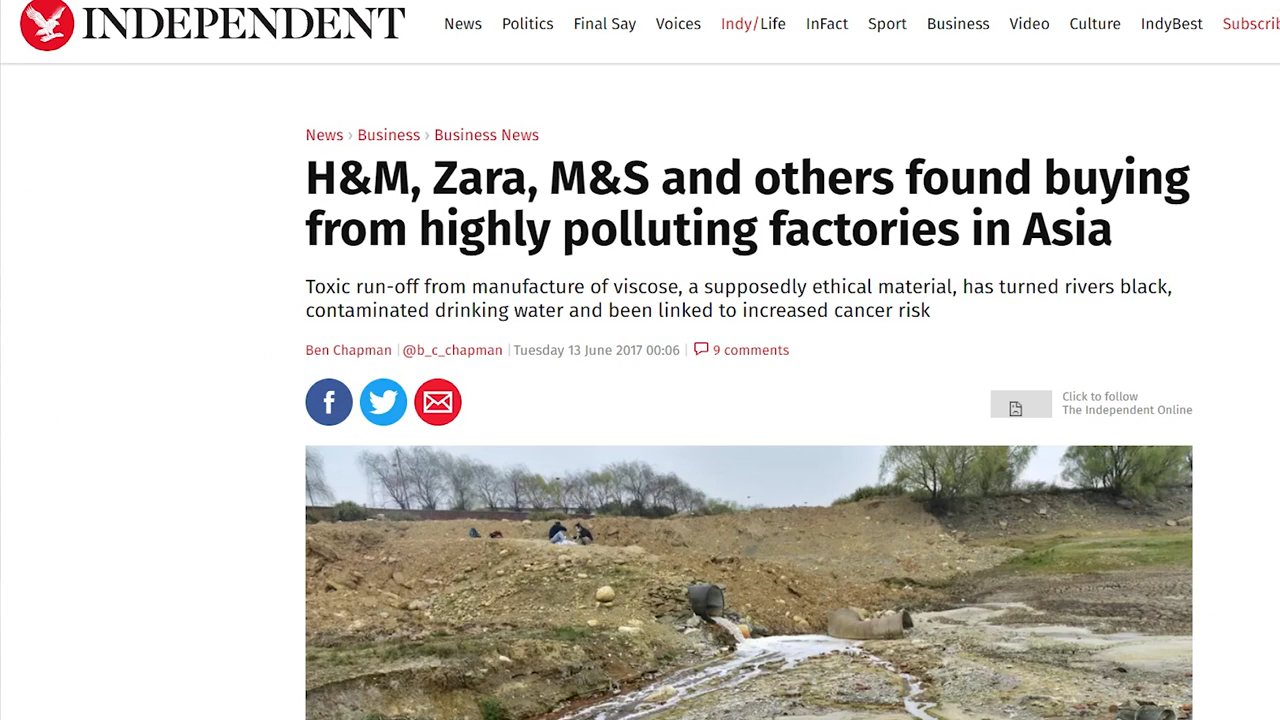 INDEPENDENT
News Politics Final Say Voices Indy/Life InFact Sport Business Video Culture IndyBest Subscrib
News › Business › Business News
H&M, Zara, M&S and others found buying
from highly polluting factories in Asia
Toxic run-off from manufacture of viscose, a supposedly ethical material, has turned rivers black,
contaminated drinking water and been linked to increased cancer risk
Ben Chapman | @b_c_chapman | Tuesday 13 June 2017 00:06 | 9 comments
Click to follow
The Independent Online